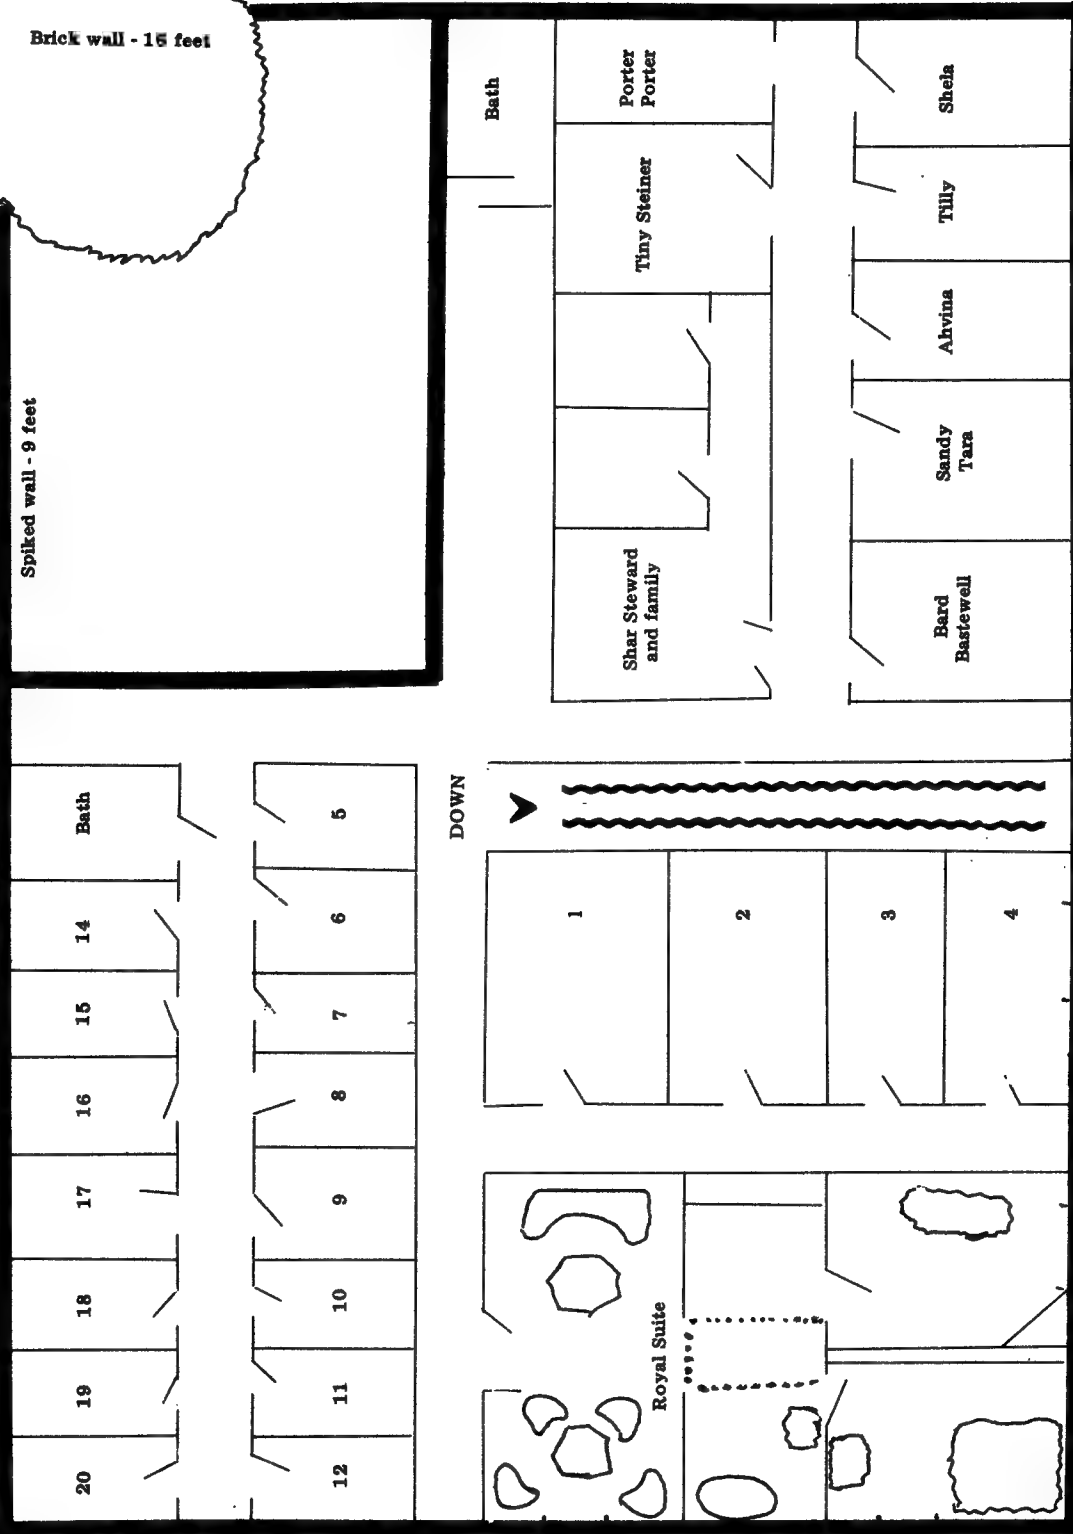 Brick wall - 16 feet
Spiked wall - 9 feet
Bath
Porter
Porter
Shela
Tiny Steiner
Tilly
Ahvina
Sandy
Tara
Shar Steward
and family
Bard
Bastewell
Bath
5
DOWN
14
6
1
2
3
4
15
7
16
8
17
9
18
10
Royal Suite
19
11
20
12